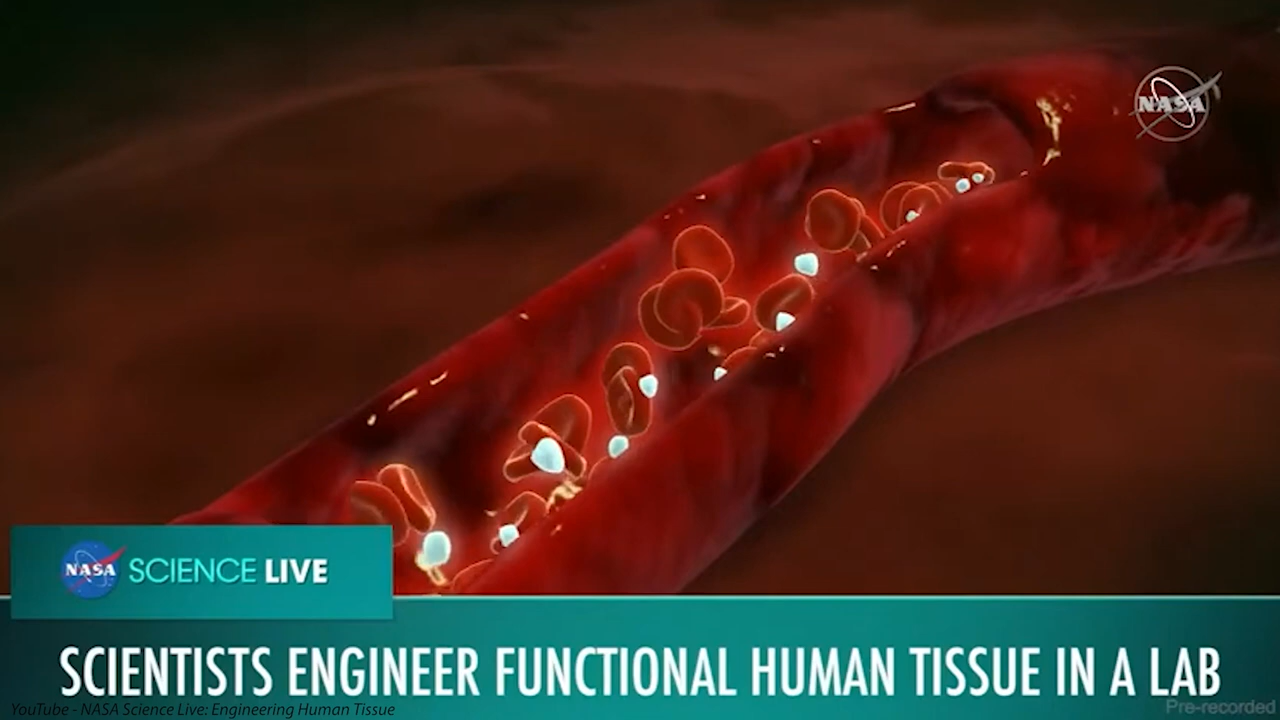 NASA
NASA SCIENCE LIVE
SCIENTISTS ENGINEER FUNCTIONAL HUMAN TISSUE IN A LAB
YouTube - NASA Science Live: Engineering Human Tissue
Pre-recorded